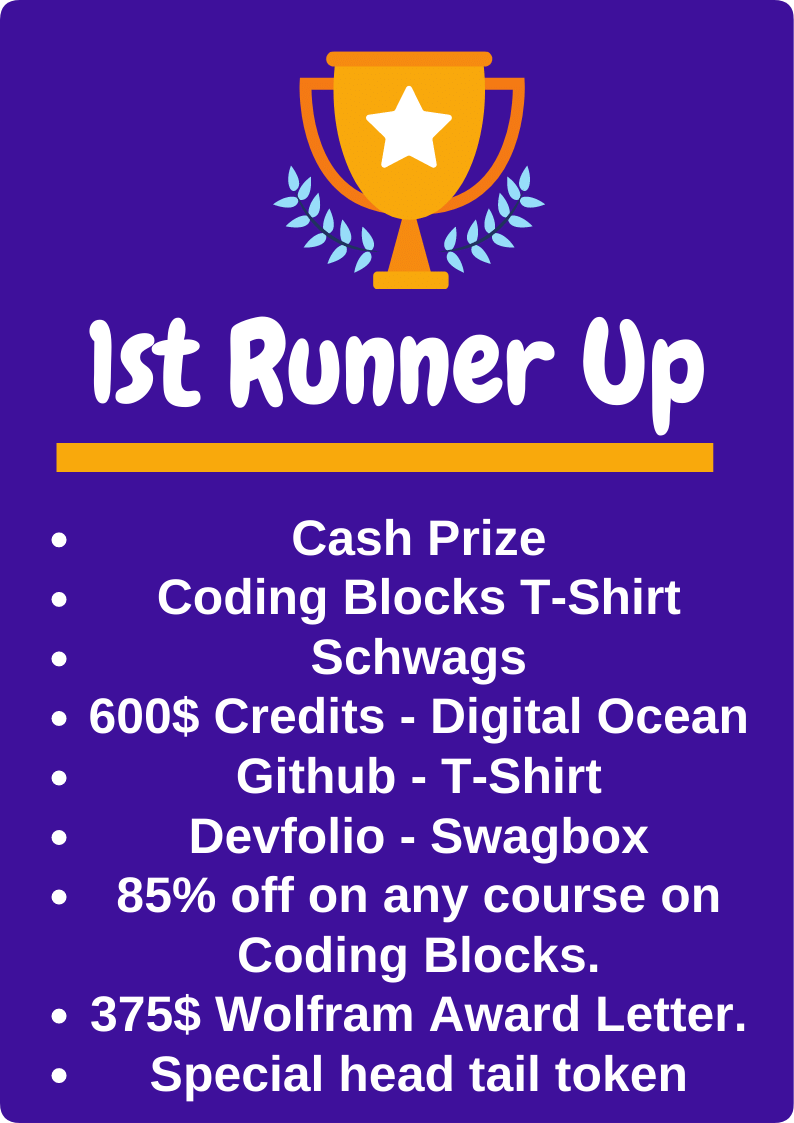 1st Runner Up
• Cash Prize
• Coding Blocks T-Shirt
• Schwags
• 600$ Credits - Digital Ocean
• Github - T-Shirt
• Devfolio - Swagbox
• 85% off on any course on
Coding Blocks.
• 375$ Wolfram Award Letter.
• Special head tail token